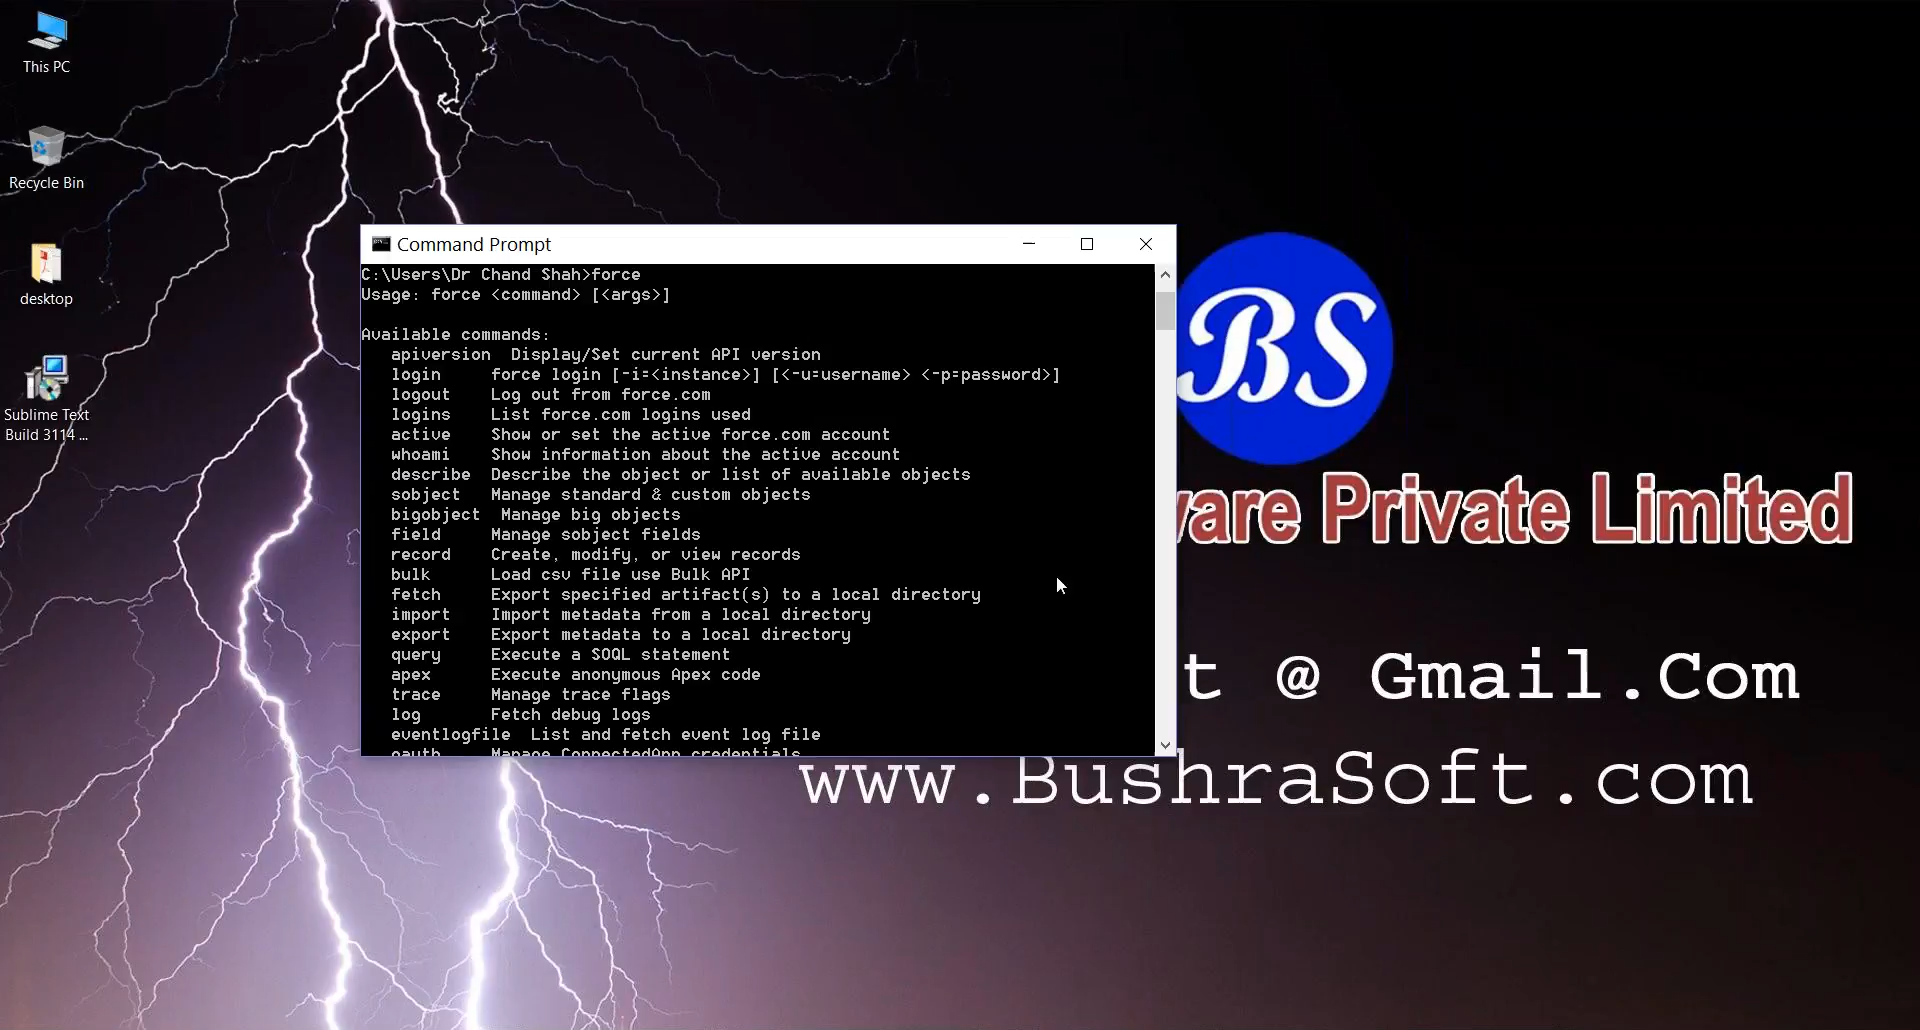 This PC
Recycle Bin
desktop
Sublime Text
Build 3114 ...
Command Prompt
C:\Users\Dr Chand Shah>force
Usage: force <command> [<args>]
Available commands:
apiversion Display/Set current API version
login force login [-i=<instance>] [<-u=username> <-p=password>]
logout Log out from force.com
logins List force.com logins used
active Show or set the active force.com account
whoami Show information about the active account
describe Describe the object or list of available objects
sobject Manage standard & custom objects
bigobject Manage big objects
field Manage sobject fields
record Create, modify, or view records
bulk Load csv file use Bulk API
fetch Export specified artifact(s) to a local directory
import Import metadata from a local directory
export Export metadata to a local directory
query Execute a SOQL statement
apex Execute anonymous Apex code
trace Manage trace flags
log Fetch debug logs
eventlogfile List and fetch event log file
oauth Manage ConnectedApp credentials
BS
ware Private Limited
t @ Gmail.Com
www.BushraSoft.com